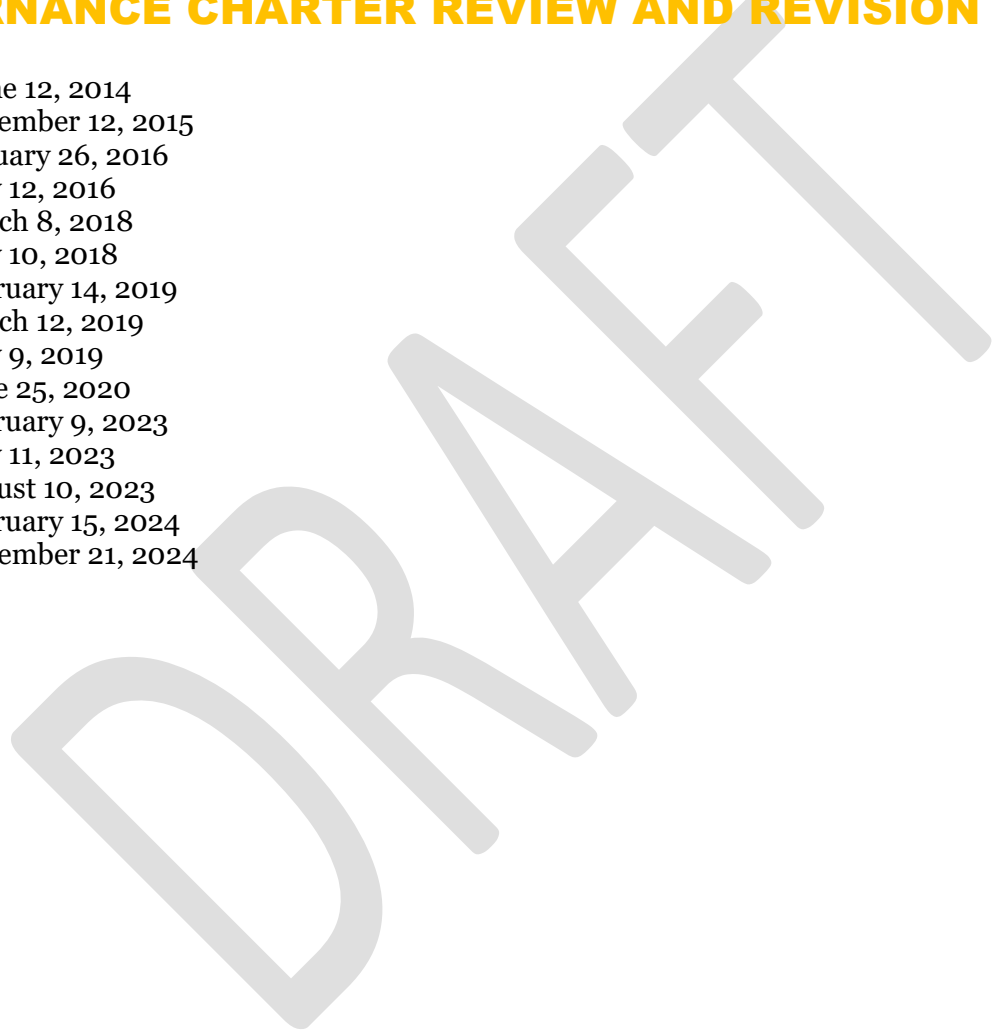 RNANCE CHARTER REVIEW AND REVISION
ne 12, 2014
ember 12, 2015
uary 26, 2016
12, 2016
ch 8, 2018
10, 2018
ruary 14, 2019
ch 12, 2019
9, 2019
e 25, 2020
ruary 9, 2023
11, 2023
ust 10, 2023
ruary 15, 2024
ember 21, 2024
DRAFT